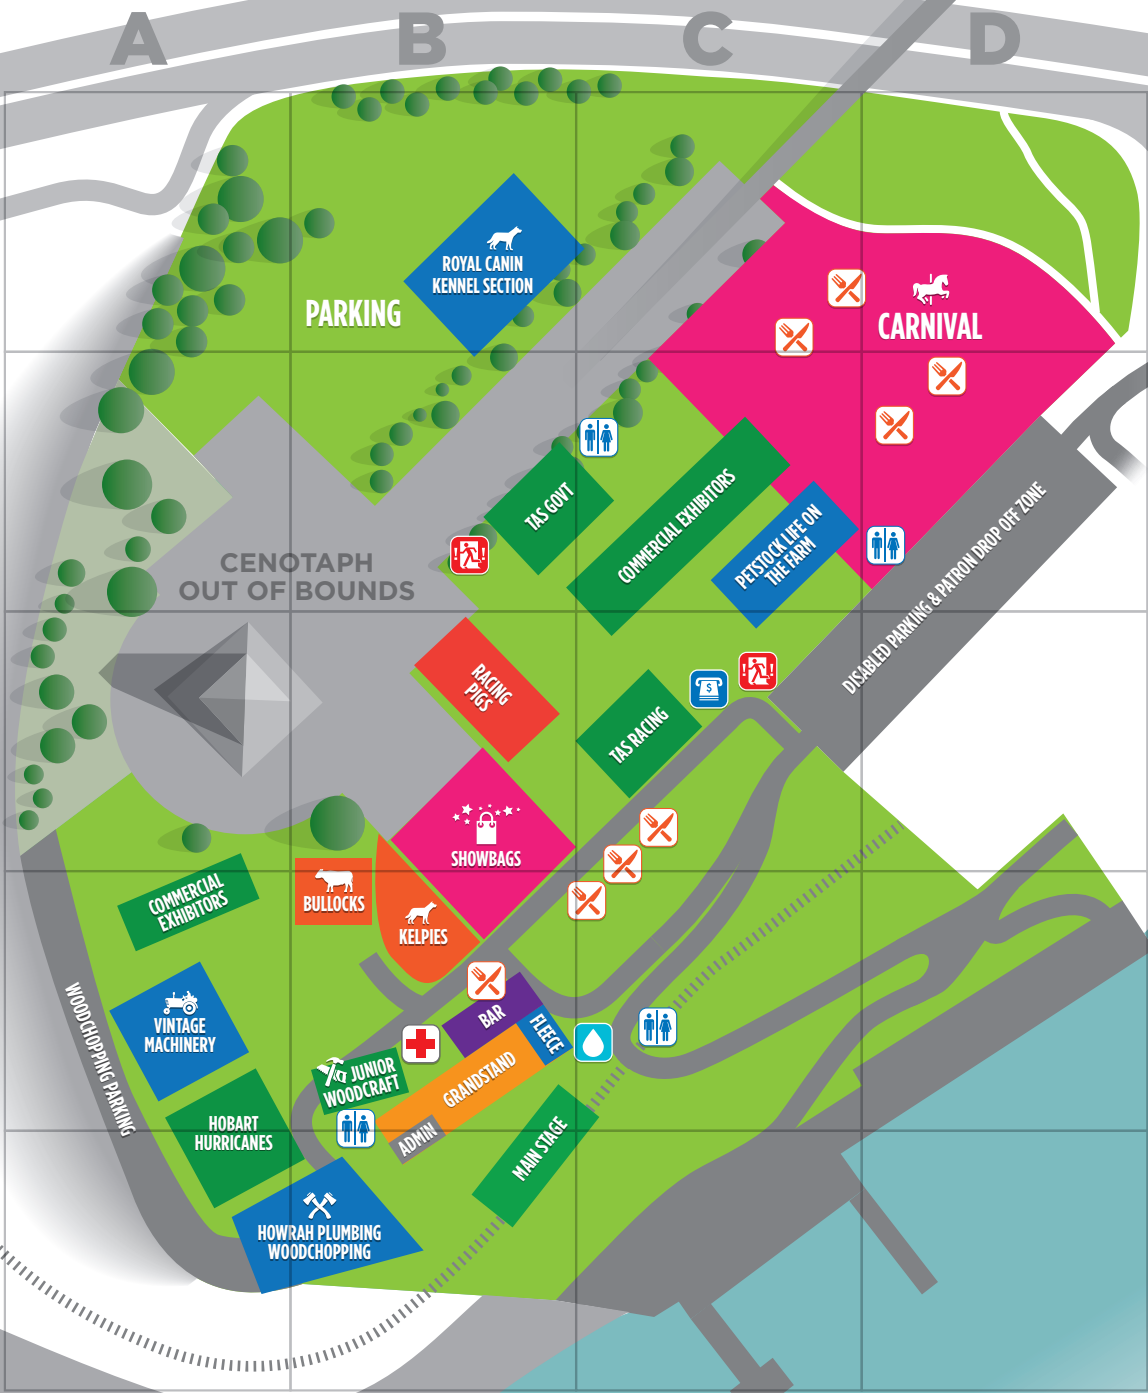 A
B
C
D
ROYAL CANIN
KENNEL SECTION
PARKING
CARNIVAL
TAS GOVT
COMMERCIAL EXHIBITORS
PETSTOCK LIFE ON
THE FARM
DISABLED PARKING & PATRON DROP OFF ZONE
CENOTAPH
OUT OF BOUNDS
RACING
PIGS
$
TAS RACING
SHOWBAGS
COMMERCIAL
EXHIBITORS
BULLOCKS
KELPIES
WOODCHOPPING PARKING
VINTAGE
MACHINERY
BAR
FLEECE
GRANDSTAND
JUNIOR
WOODCRAFT
ADMIN
MAIN STAGE
HOBART
HURRICANES
HOWRAH PLUMBING
WOODCHOPPING